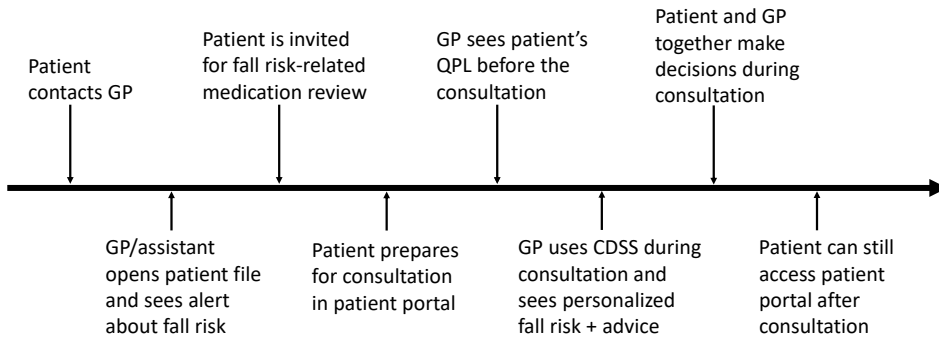 Patient
contacts GP
Patient is invited
for fall risk-related
medication review
GP sees patient’s
QPL before the
consultation
Patient and GP
together make
decisions during
consultation
GP/assistant
opens patient file
and sees alert
about fall risk
Patient prepares
for consultation
in patient portal
GP uses CDSS during
consultation and
sees personalized
fall risk + advice
Patient can still
access patient
portal after
consultation